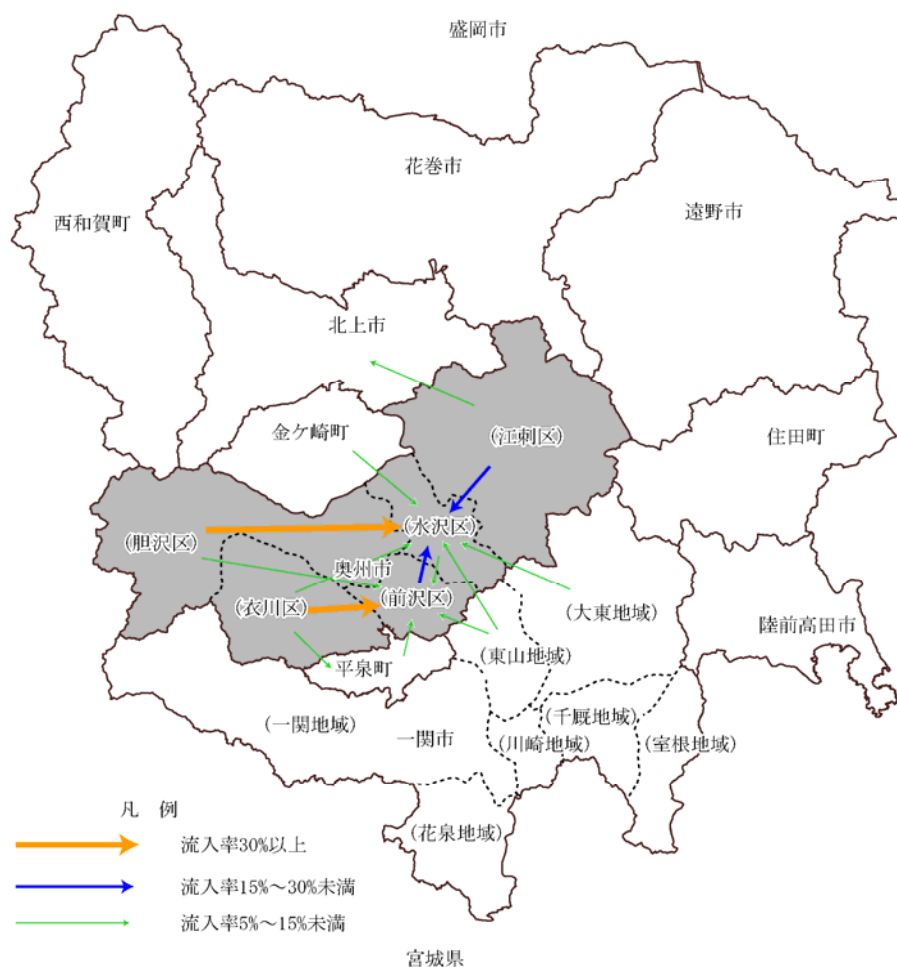 盛岡市
花巻市
西和賀町
遠野市
北上市
金ケ崎町
(江刺区)
住田町
(胆沢区)
(水沢区)
奥州市
(衣川区)
(前沢区)
(大東地域)
陸前高田市
平泉町
(東山地域)
(一関地域)
一関市
(千厩地域)
(川崎地域)
(室根地域)
(花泉地域)
凡 例
流入率30%以上
流入率15%～30%未満
流入率5%～15%未満
宮城県